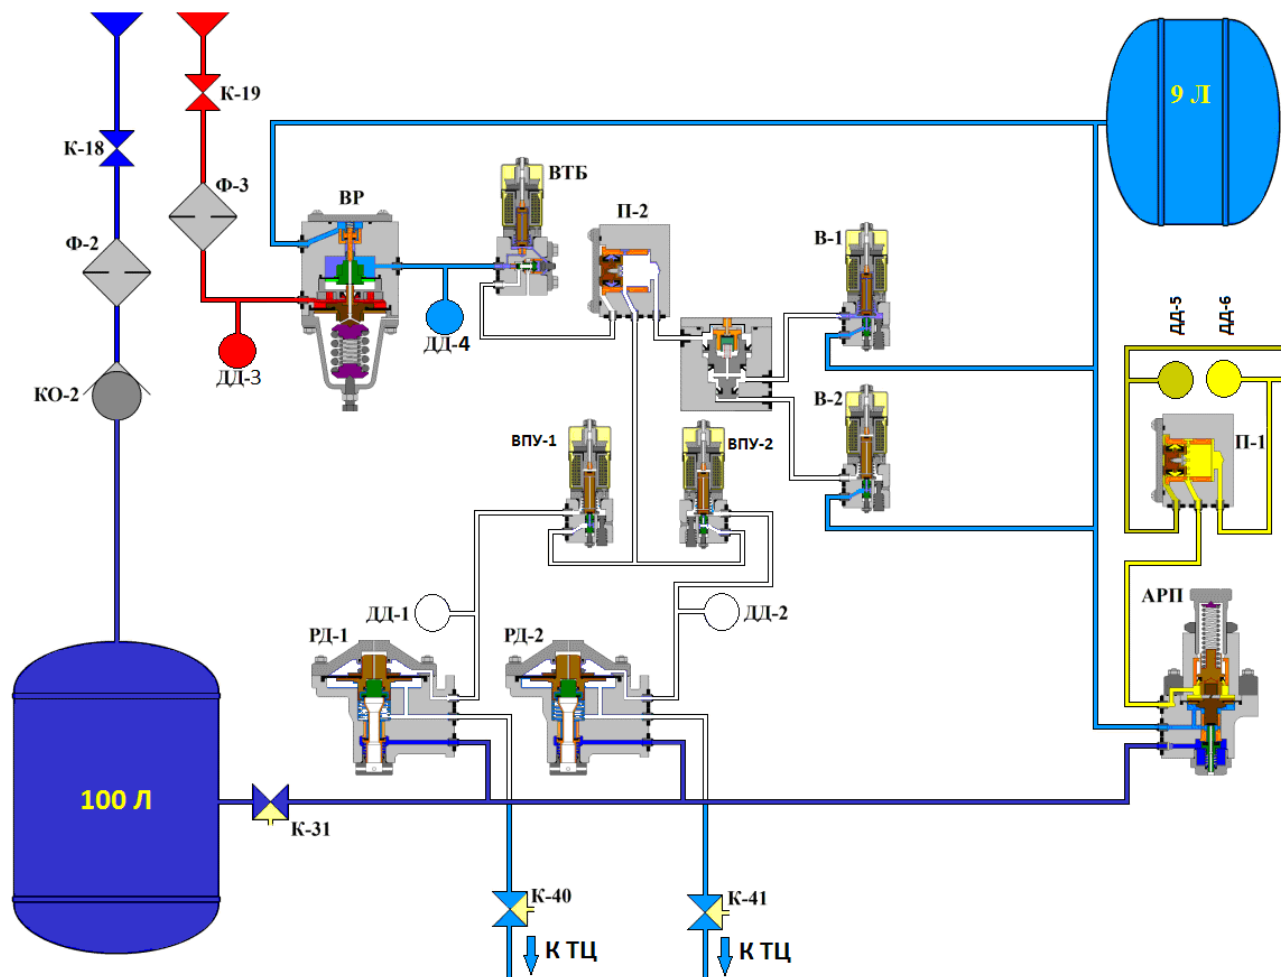 К-19
9 Л
К-18
ВТБ
Ф-3
ВР
П-2
Ф-2
В-1
ДД-5
ДД-6
ДД-4
ДД-3
КО-2
В-2
ВПУ-1
ВПУ-2
П-1
АРП
ДД-1
ДД-2
РД-1
РД-2
100 Л
К-31
К-40
К-41
К ТЦ
К ТЦ